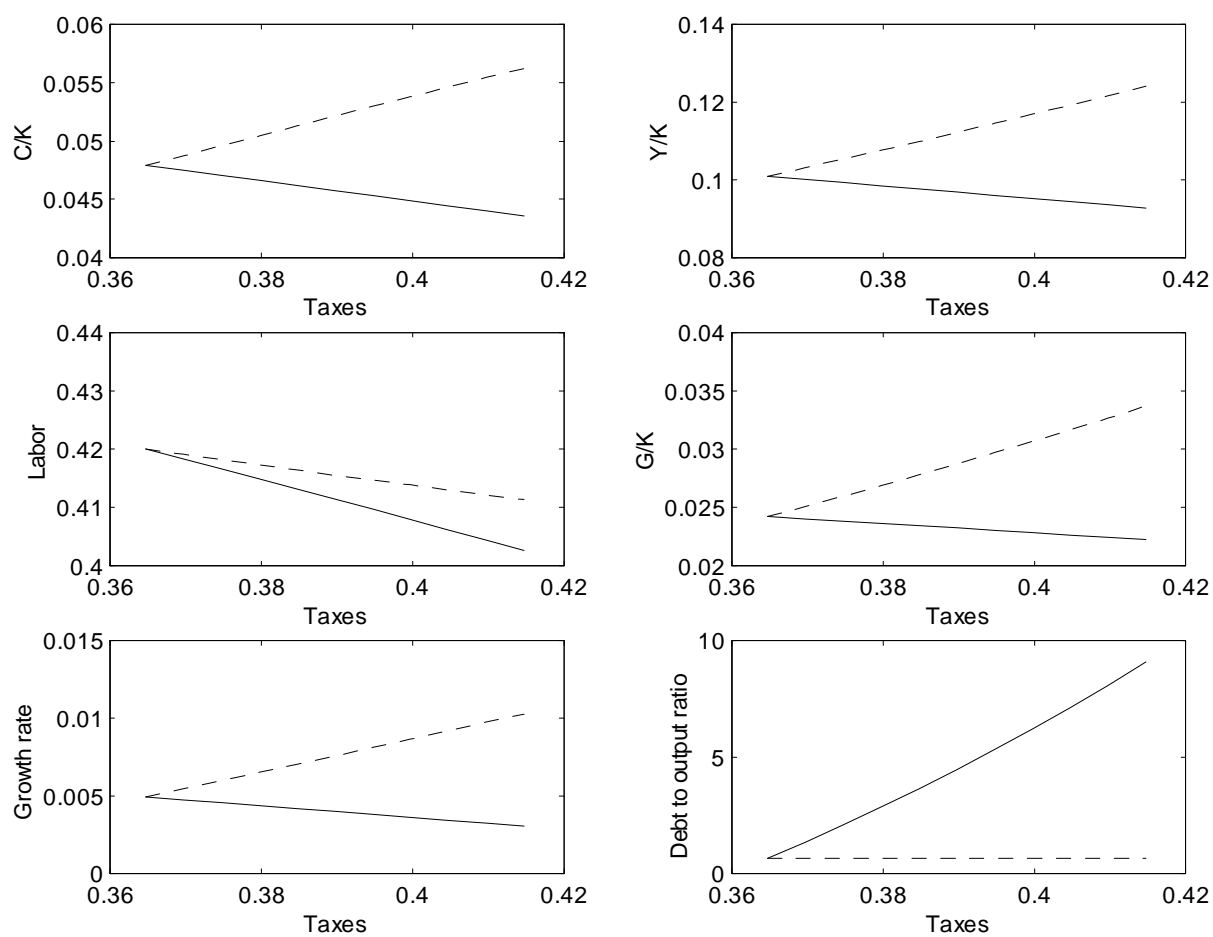 0.06
0.055
0.05
0.045
0.04
C/K
0.36 0.38 0.4 0.42
Taxes
0.14
0.12
0.1
0.08
Y/K
0.36 0.38 0.4 0.42
Taxes
0.44
0.43
0.42
0.41
0.4
Labor
0.36 0.38 0.4 0.42
Taxes
0.04
0.035
0.03
0.025
0.02
G/K
0.36 0.38 0.4 0.42
Taxes
0.015
0.01
0.005
0
Growth rate
0.36 0.38 0.4 0.42
Taxes
10
5
0
Debt to output ratio
0.36 0.38 0.4 0.42
Taxes